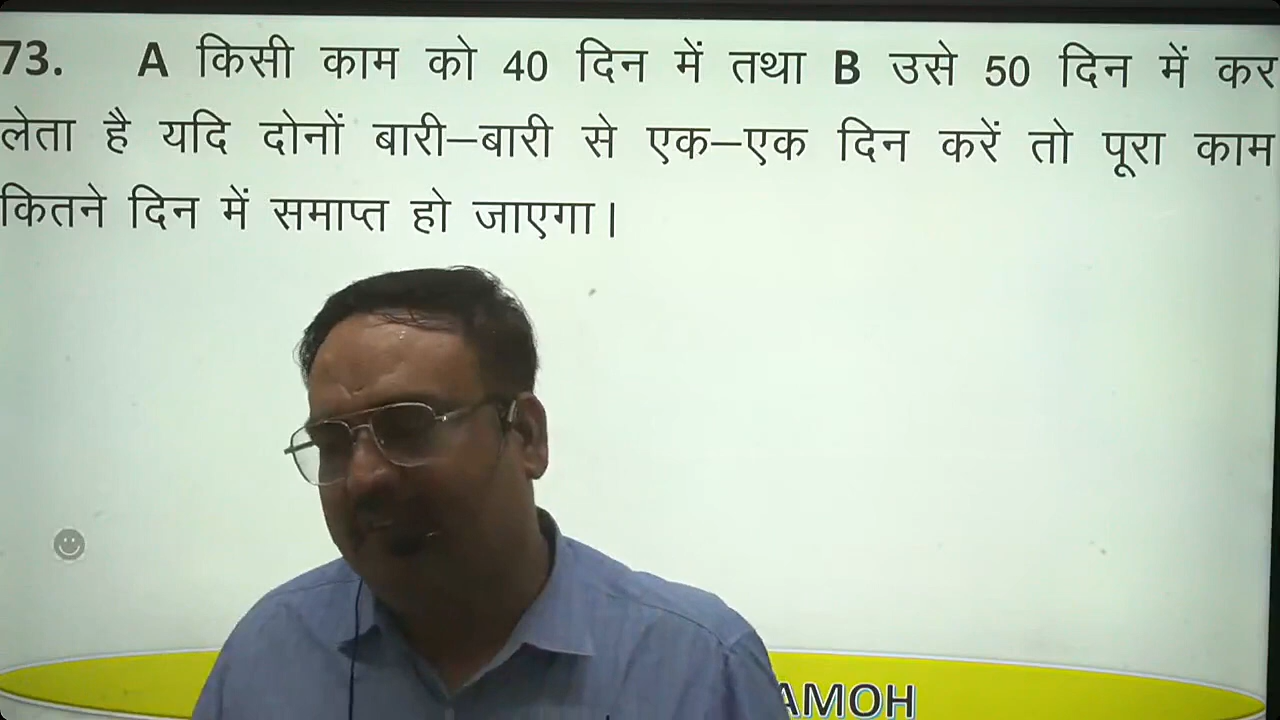 73. A किसी काम को 40 दिन में तथा B उसे 50 दिन में कर
लेता है यदि दोनों बारी–बारी से एक–एक दिन करें तो पूरा काम
कितने दिन में समाप्त हो जाएगा।
AMOH